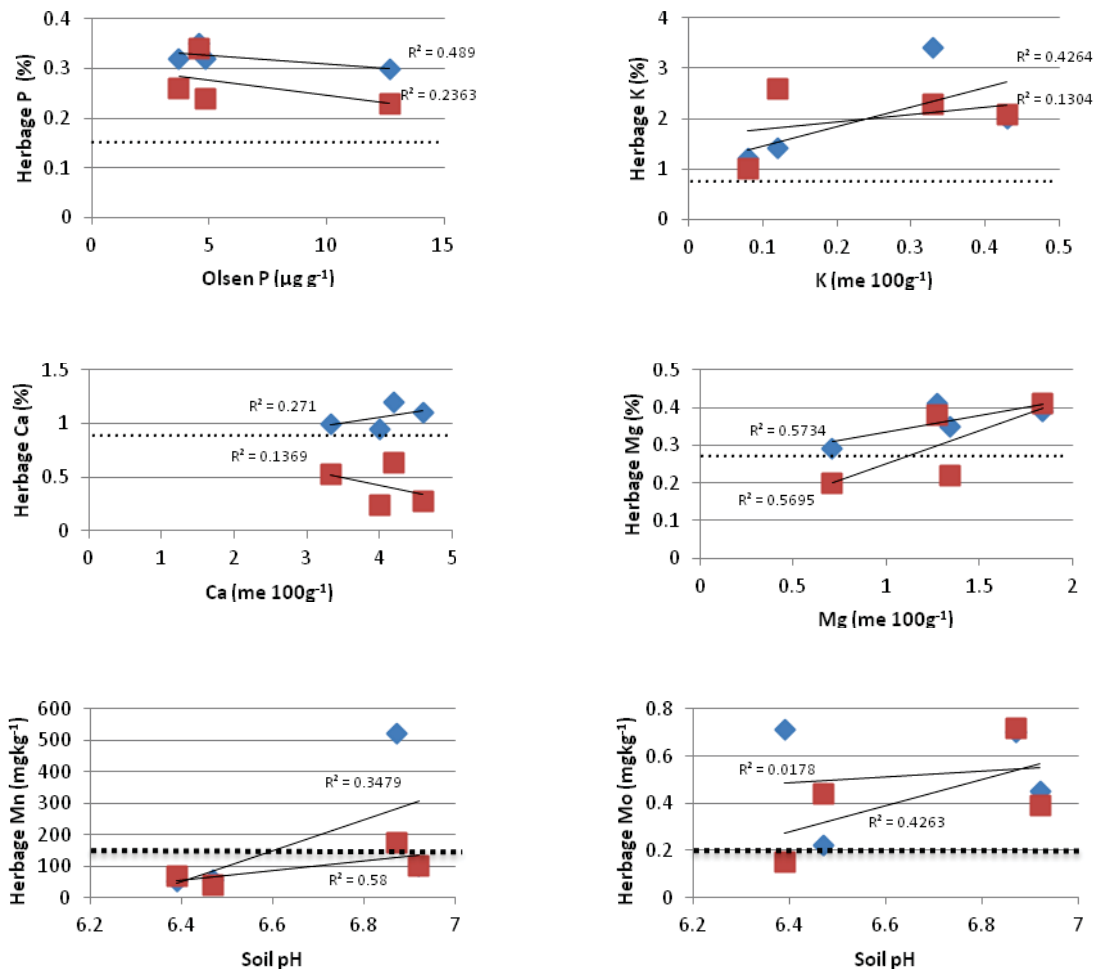 0.4
0.3
0.2
0.1
0
Herbage P (%)
R² = 0.489
R² = 0.2363
0 5 10 15
Olsen P (µg g⁻¹)
4
3
2
1
0
Herbage K (%)
R² = 0.4264
R² = 0.1304
0 0.1 0.2 0.3 0.4 0.5
K (me 100g⁻¹)
1.5
1
0.5
0
Herbage Ca (%)
R² = 0.271
R² = 0.1369
0 1 2 3 4 5
Ca (me 100g⁻¹)
0.5
0.4
0.3
0.2
0.1
0
Herbage Mg (%)
R² = 0.5734
R² = 0.5695
0 0.5 1 1.5 2
Mg (me 100g⁻¹)
600
500
400
300
200
100
0
Herbage Mn (mgkg⁻¹)
R² = 0.3479
R² = 0.58
6.2 6.4 6.6 6.8 7
Soil pH
0.8
0.6
0.4
0.2
0
Herbage Mo (mgkg⁻¹)
R² = 0.0178
R² = 0.4263
6.2 6.4 6.6 6.8 7
Soil pH